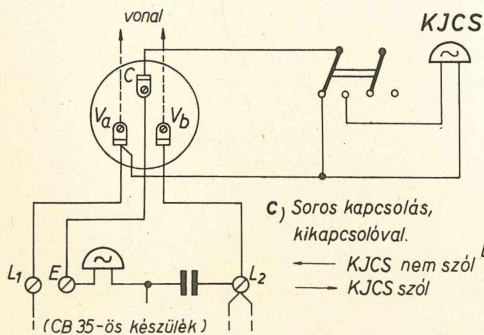 vonal
KJCS
C
Va
Vb
C) Soros kapcsolás,
kikapcsolóval.
← KJCS nem szól
→ KJCS szól
L1
E
L2
(CB 35-ös készülék)